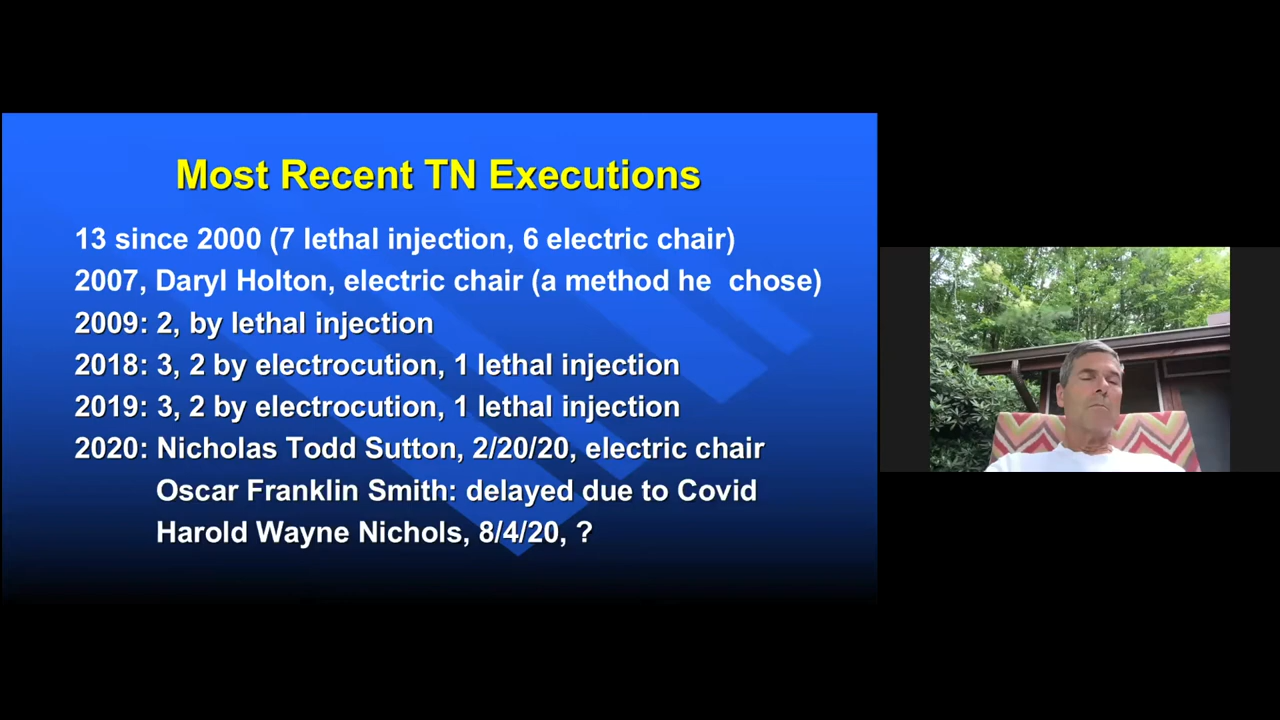 Most Recent TN Executions
13 since 2000 (7 lethal injection, 6 electric chair)
2007, Daryl Holton, electric chair (a method he  chose)
2009: 2, by lethal injection
2018: 3, 2 by electrocution, 1 lethal injection
2019: 3, 2 by electrocution, 1 lethal injection
2020: Nicholas Todd Sutton, 2/20/20, electric chair
Oscar Franklin Smith: delayed due to Covid
Harold Wayne Nichols, 8/4/20, ?